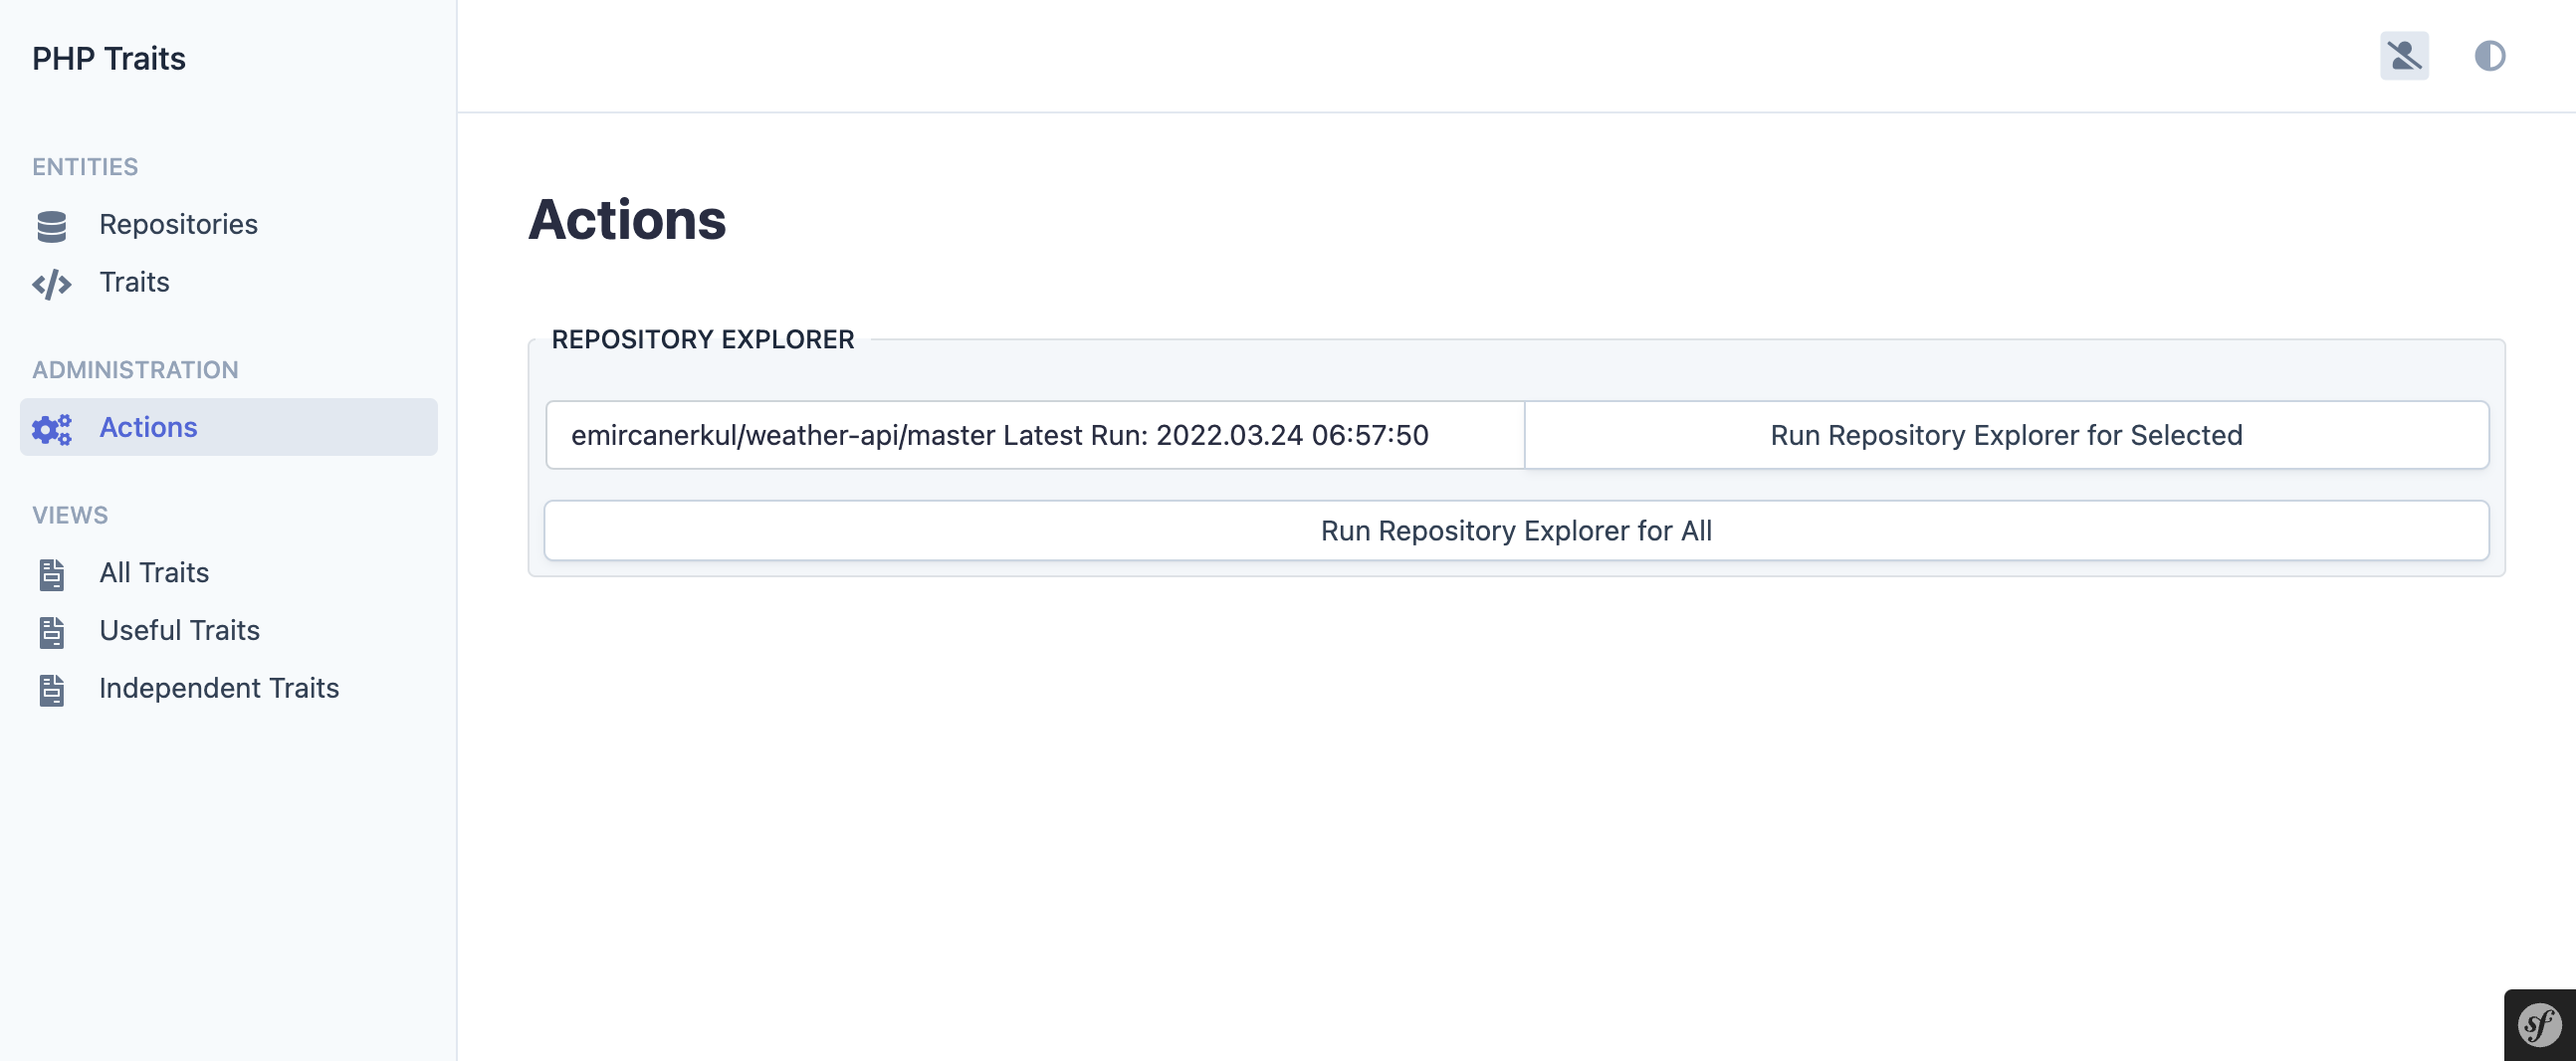 PHP Traits
ENTITIES
Repositories
Traits
ADMINISTRATION
Actions
VIEWS
All Traits
Useful Traits
Independent Traits
Actions
REPOSITORY EXPLORER
emircanerkul/weather-api/master Latest Run: 2022.03.24 06:57:50
Run Repository Explorer for Selected
Run Repository Explorer for All
sf